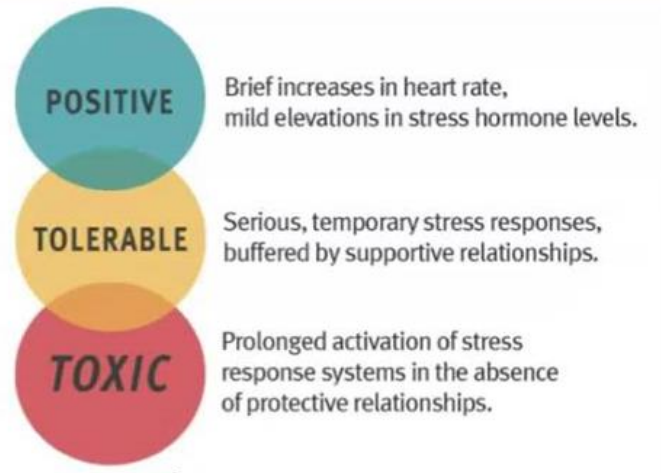 POSITIVE
Brief increases in heart rate,
mild elevations in stress hormone levels.
TOLERABLE
Serious, temporary stress responses,
buffered by supportive relationships.
TOXIC
Prolonged activation of stress
response systems in the absence
of protective relationships.